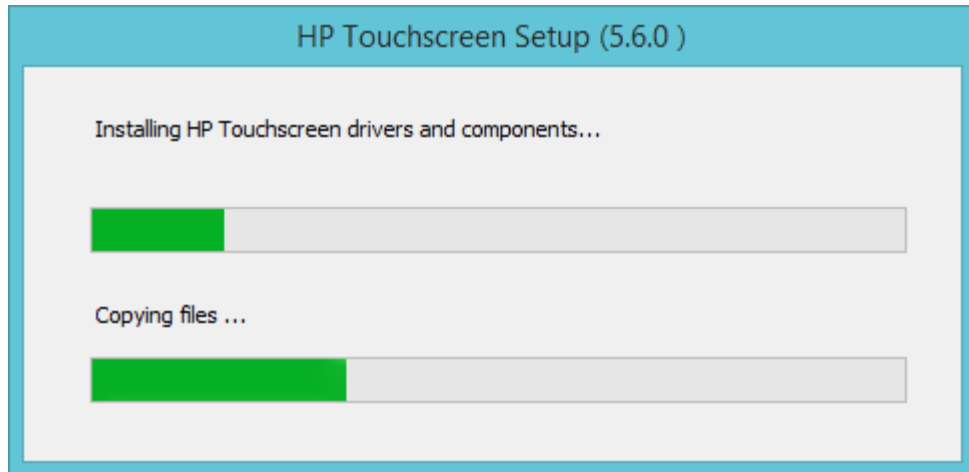 HP Touchscreen Setup (5.6.0 )
Installing HP Touchscreen drivers and components...
Copying files ...